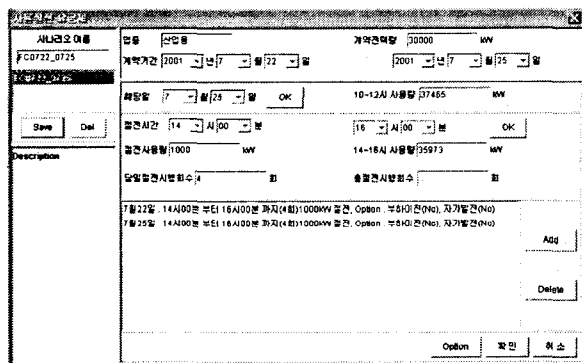 시나리오 이름
FC0722_0725
Save Del
Description
업종 산업용 계약전력량 30000 kW
계약기간 2001 년 7 월 22 일 2001 년 7 월 25 일
해당일 7 월 25 일 OK 10-12시 사용량 37465 kW
절전시간 14 시 00 분 16 시 00 분 OK
절전사용량 1000 kW 14-16시 사용량 35973 kW
당일절전시행회수 4 회 총절전시행회수 회
7월22일 . 14시00분 부터 16시00분 까지(4회)1000kW 절전, Option . 부하이전(No), 자가발전(No)
7월25일 14시00분 부터 16시00분 까지(4회)1000kW 절전, Option . 부하이전(No), 자가발전(No)
Add
Delete
Option 확인 취소